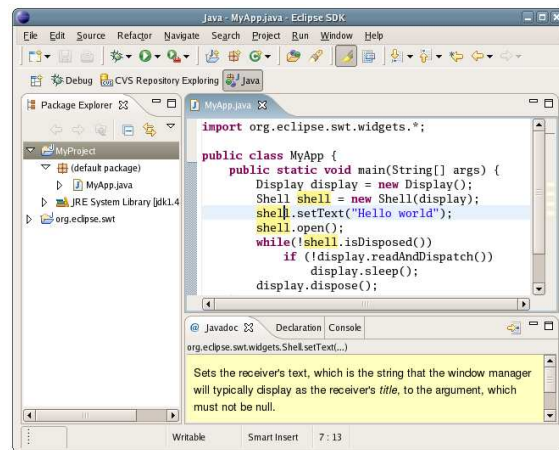 Java - MyApp.java - Eclipse SDK
File Edit Source Refactor Navigate Search Project Run Window Help
Debug CVS Repository Exploring Java
Package Explorer
MyProject
(default package)
MyApp.java
JRE System Library [jdk1.4
org.eclipse.swt
MyApp.java
import org.eclipse.swt.widgets.*;
public class MyApp {
public static void main(String[] args) {
Display display = new Display();
Shell shell = new Shell(display);
shell.setText("Hello world");
shell.open();
while(!shell.isDisposed())
if (!display.readAndDispatch())
display.sleep();
display.dispose();
@ Javadoc Declaration Console
org.eclipse.swt.widgets.Shell.setText(...)
Sets the receiver's text, which is the string that the window manager
will typically display as the receiver's title, to the argument, which
must not be null.
Writable Smart Insert 7 : 13